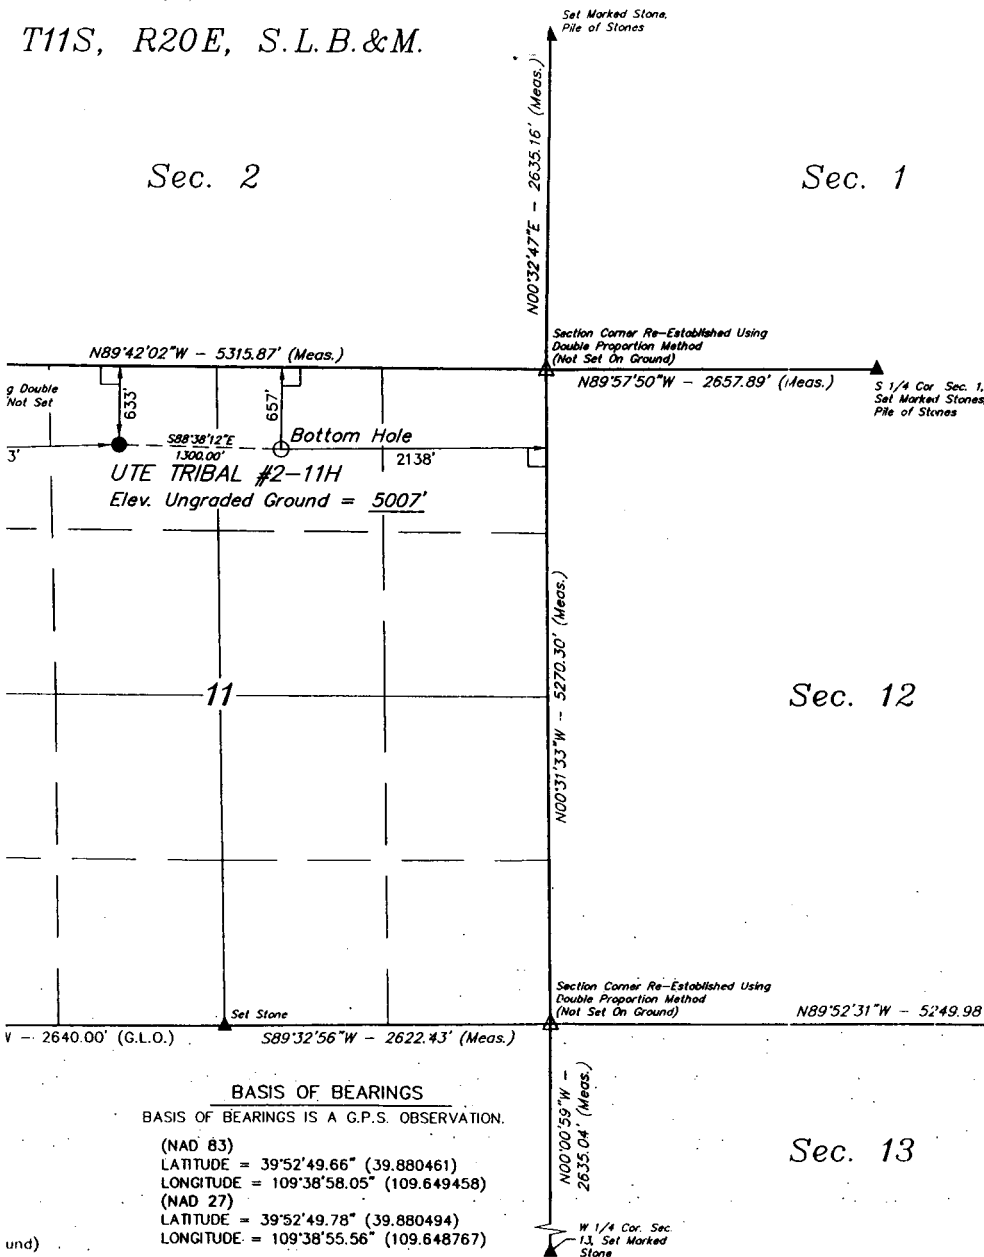 T11S, R20E, S.L.B.&M.
Set Marked Stone,
Pile of Stones
Sec. 2
Sec. 1
N00°32'47"E - 2635.16' (Meas.)
Section Corner Re-Established Using
Double Proportion Method
(Not Set On Ground)
N89°42'02"W - 5315.87' (Meas.)
N89°57'50"W - 2657.89' (Meas.)
S 1/4 Cor Sec. 1,
Set Marked Stones,
Pile of Stones
g Double
Not Set
633'
657'
3'
S88°38'12"E
1300.00'
Bottom Hole
2138'
UTE TRIBAL #2-11H
Elev. Ungraded Ground = 5007'
N00°31'33"W - 5270.30' (Meas.)
11
Sec. 12
Section Corner Re-Established Using
Double Proportion Method
(Not Set On Ground)
Set Stone
N89°52'31"W - 5249.98
W - 2640.00' (G.L.O.)
S89°32'56"W - 2622.43' (Meas.)
N00°00'59"W -
2635.04' (Meas.)
BASIS OF BEARINGS
BASIS OF BEARINGS IS A G.P.S. OBSERVATION.
(NAD 83)
LATITUDE = 39°52'49.66" (39.880461)
LONGITUDE = 109°38'58.05" (109.649458)
(NAD 27)
LATITUDE = 39°52'49.78" (39.880494)
LONGITUDE = 109°38'55.56" (109.648767)
Sec. 13
W 1/4 Cor. Sec.
13, Set Marked
Stone
und)